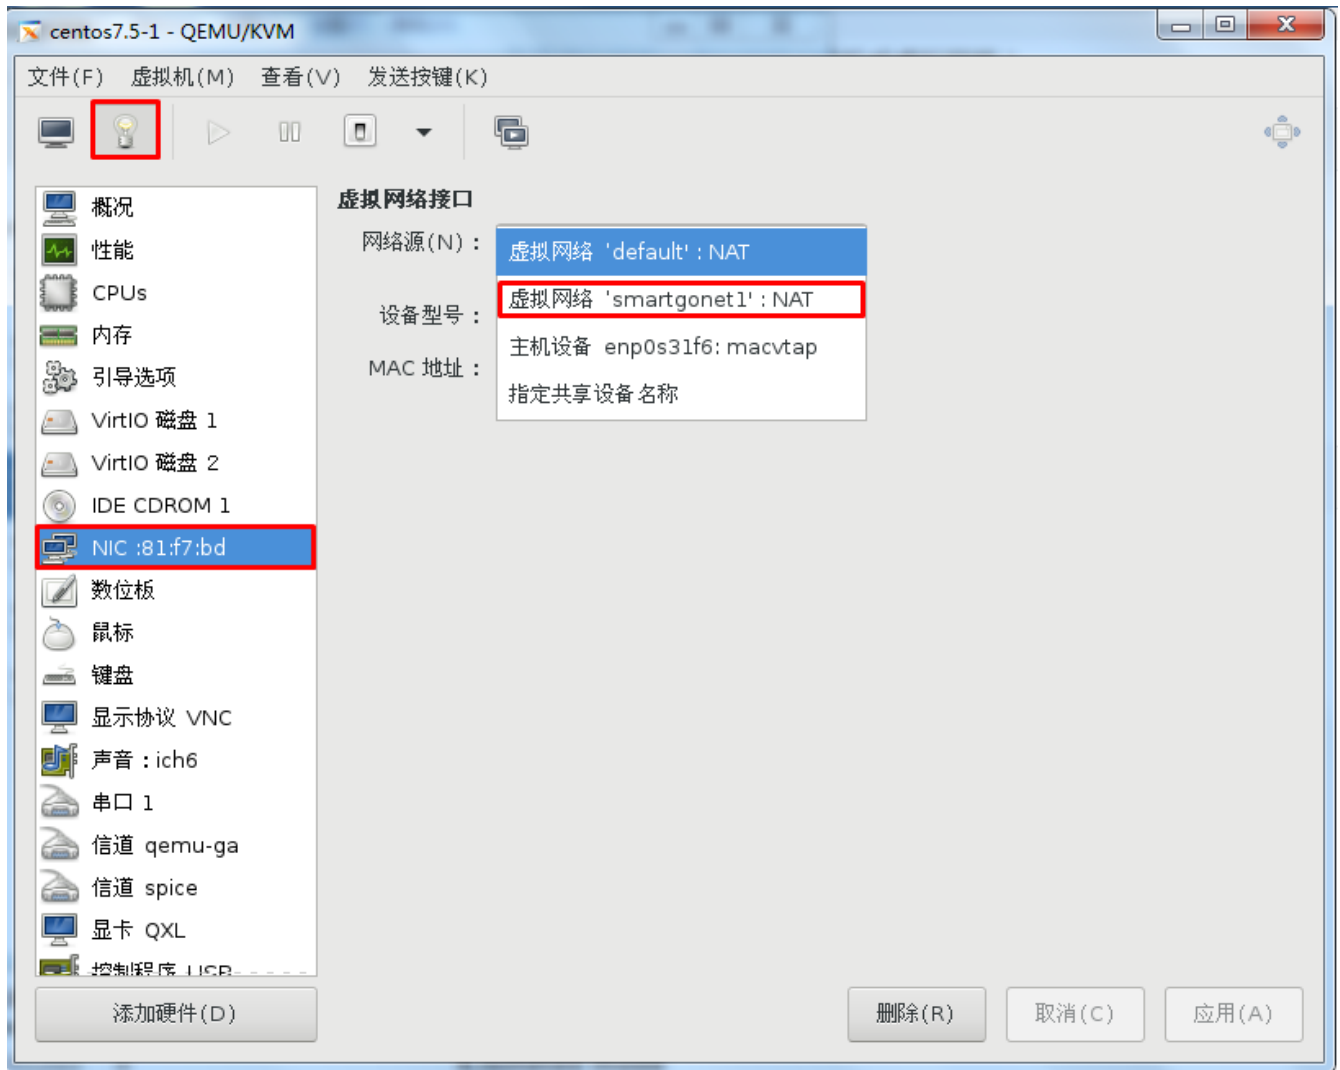 centos7.5-1 - QEMU/KVM
文件(F) 虚拟机(M) 查看(V) 发送按键(K)
概况
性能
CPUs
内存
引导选项
VirtIO 磁盘 1
VirtIO 磁盘 2
IDE CDROM 1
NIC :81:f7:bd
数位板
鼠标
键盘
显示协议 VNC
声音：ich6
串口 1
信道 qemu-ga
信道 spice
显卡 QXL
控制程序 USB
添加硬件(D)
虚拟网络接口
网络源(N)：
虚拟网络 'default' : NAT
虚拟网络 'smartgonet1' : NAT
主机设备 enp0s31f6: macvtap
指定共享设备名称
设备型号：
MAC 地址：
删除(R) 取消(C) 应用(A)